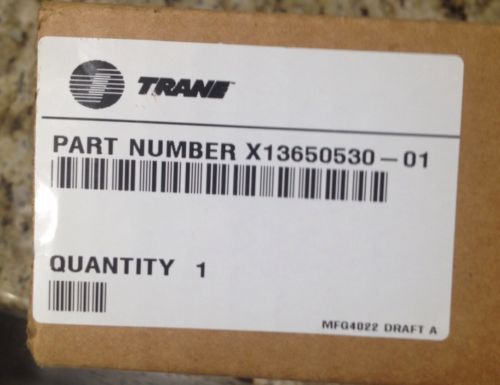 TRANE
PART NUMBER X13650530-01
QUANTITY 1
MFG4022 DRAFT A